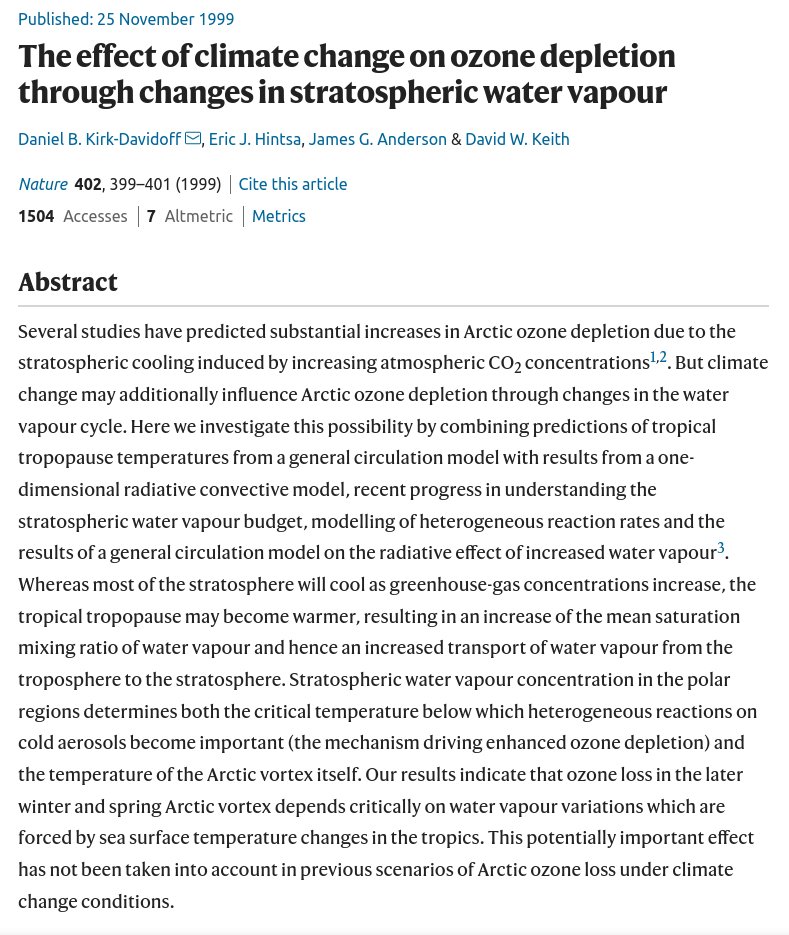 Published: 25 November 1999
The effect of climate change on ozone depletion
through changes in stratospheric water vapour
Daniel B. Kirk-Davidoff, Eric J. Hintsa, James G. Anderson & David W. Keith
Nature 402, 399–401 (1999) | Cite this article
1504 Accesses | 7 Altmetric | Metrics
Abstract
Several studies have predicted substantial increases in Arctic ozone depletion due to the
stratospheric cooling induced by increasing atmospheric CO2 concentrations1,2. But climate
change may additionally influence Arctic ozone depletion through changes in the water
vapour cycle. Here we investigate this possibility by combining predictions of tropical
tropopause temperatures from a general circulation model with results from a one-
dimensional radiative convective model, recent progress in understanding the
stratospheric water vapour budget, modelling of heterogeneous reaction rates and the
results of a general circulation model on the radiative effect of increased water vapour3.
Whereas most of the stratosphere will cool as greenhouse-gas concentrations increase, the
tropical tropopause may become warmer, resulting in an increase of the mean saturation
mixing ratio of water vapour and hence an increased transport of water vapour from the
troposphere to the stratosphere. Stratospheric water vapour concentration in the polar
regions determines both the critical temperature below which heterogeneous reactions on
cold aerosols become important (the mechanism driving enhanced ozone depletion) and
the temperature of the Arctic vortex itself. Our results indicate that ozone loss in the later
winter and spring Arctic vortex depends critically on water vapour variations which are
forced by sea surface temperature changes in the tropics. This potentially important effect
has not been taken into account in previous scenarios of Arctic ozone loss under climate
change conditions.